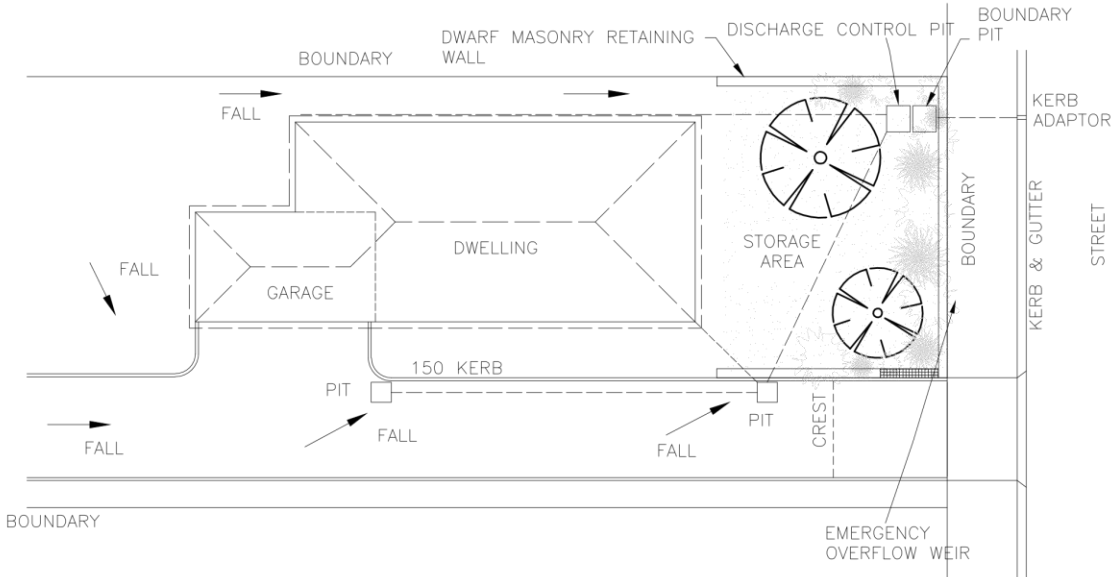 BOUNDARY
DWARF MASONRY RETAINING
WALL
DISCHARGE CONTROL PIT
BOUNDARY
PIT
FALL
KERB
ADAPTOR
STORAGE
AREA
DWELLING
FALL
GARAGE
BOUNDARY
KERB & GUTTER
STREET
150 KERB
PIT
PIT
CREST
FALL
FALL
FALL
BOUNDARY
EMERGENCY
OVERFLOW WEIR